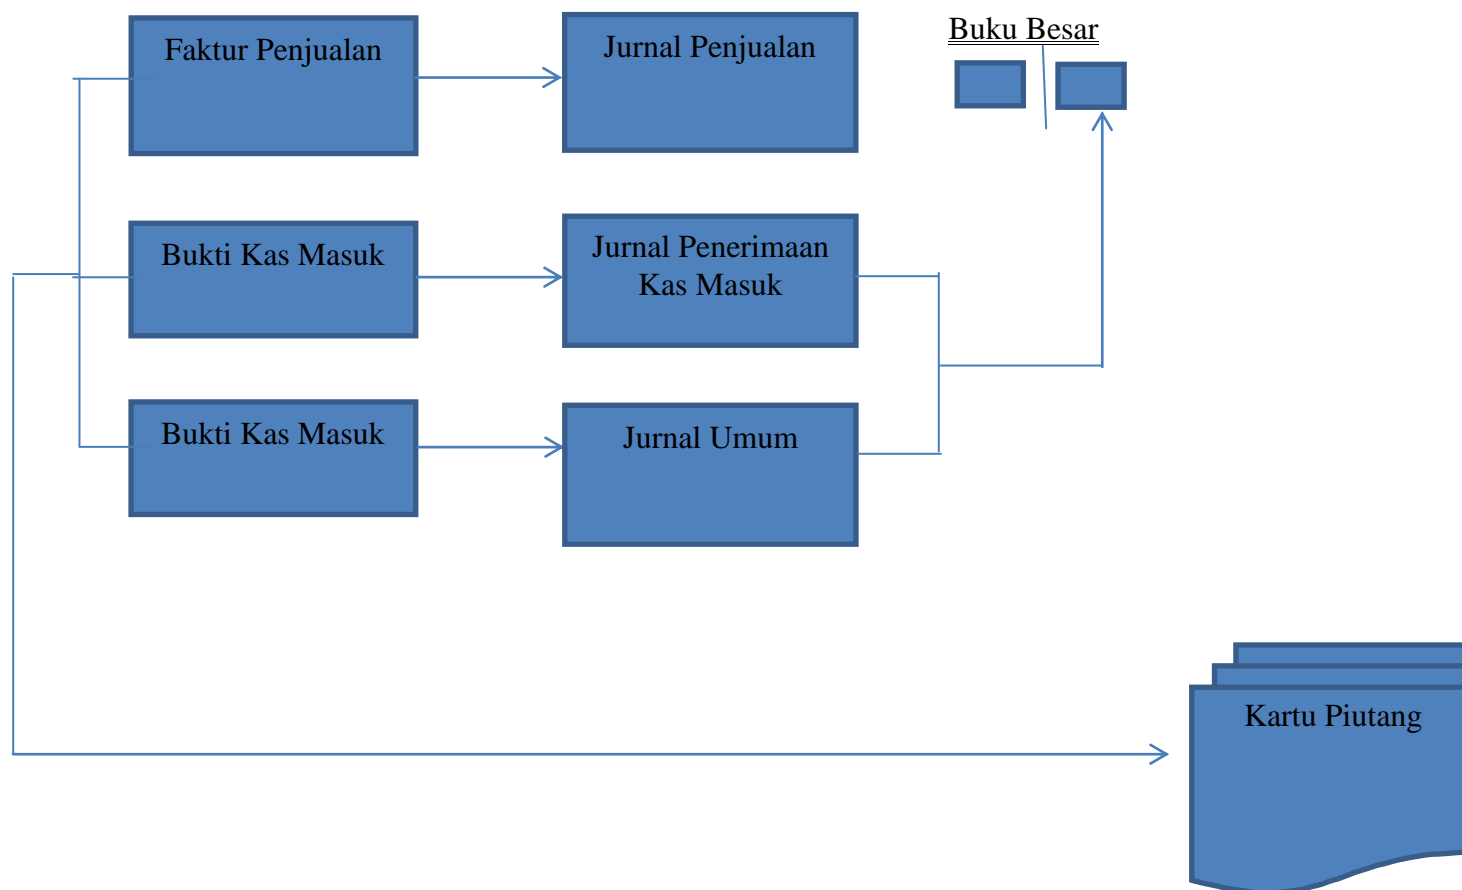 Faktur Penjualan
Jurnal Penjualan
Buku Besar
Bukti Kas Masuk
Jurnal Penerimaan
Kas Masuk
Bukti Kas Masuk
Jurnal Umum
Kartu Piutang